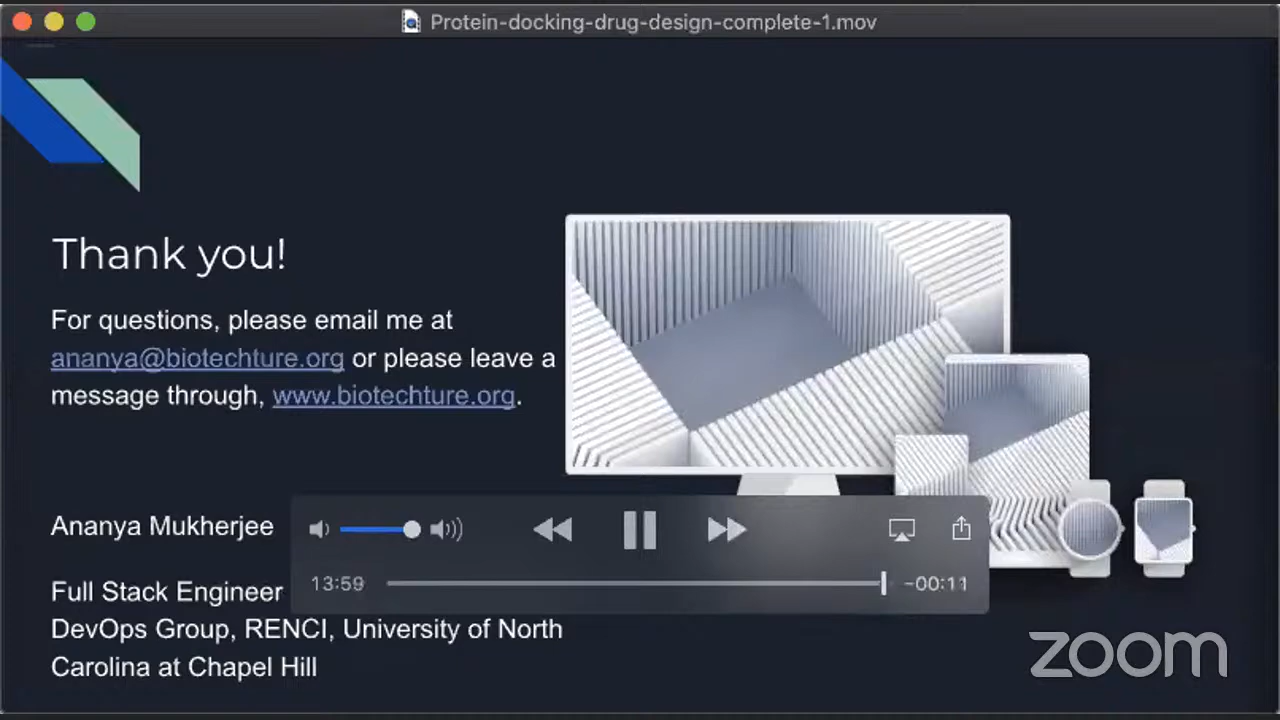 Protein-docking-drug-design-complete-1.mov
Thank you!
For questions, please email me at
ananya@biotechture.org or please leave a
message through, www.biotechture.org.
Ananya Mukherjee
13:59
-00:11
Full Stack Engineer
DevOps Group, RENCI, University of North
Carolina at Chapel Hill
zoom